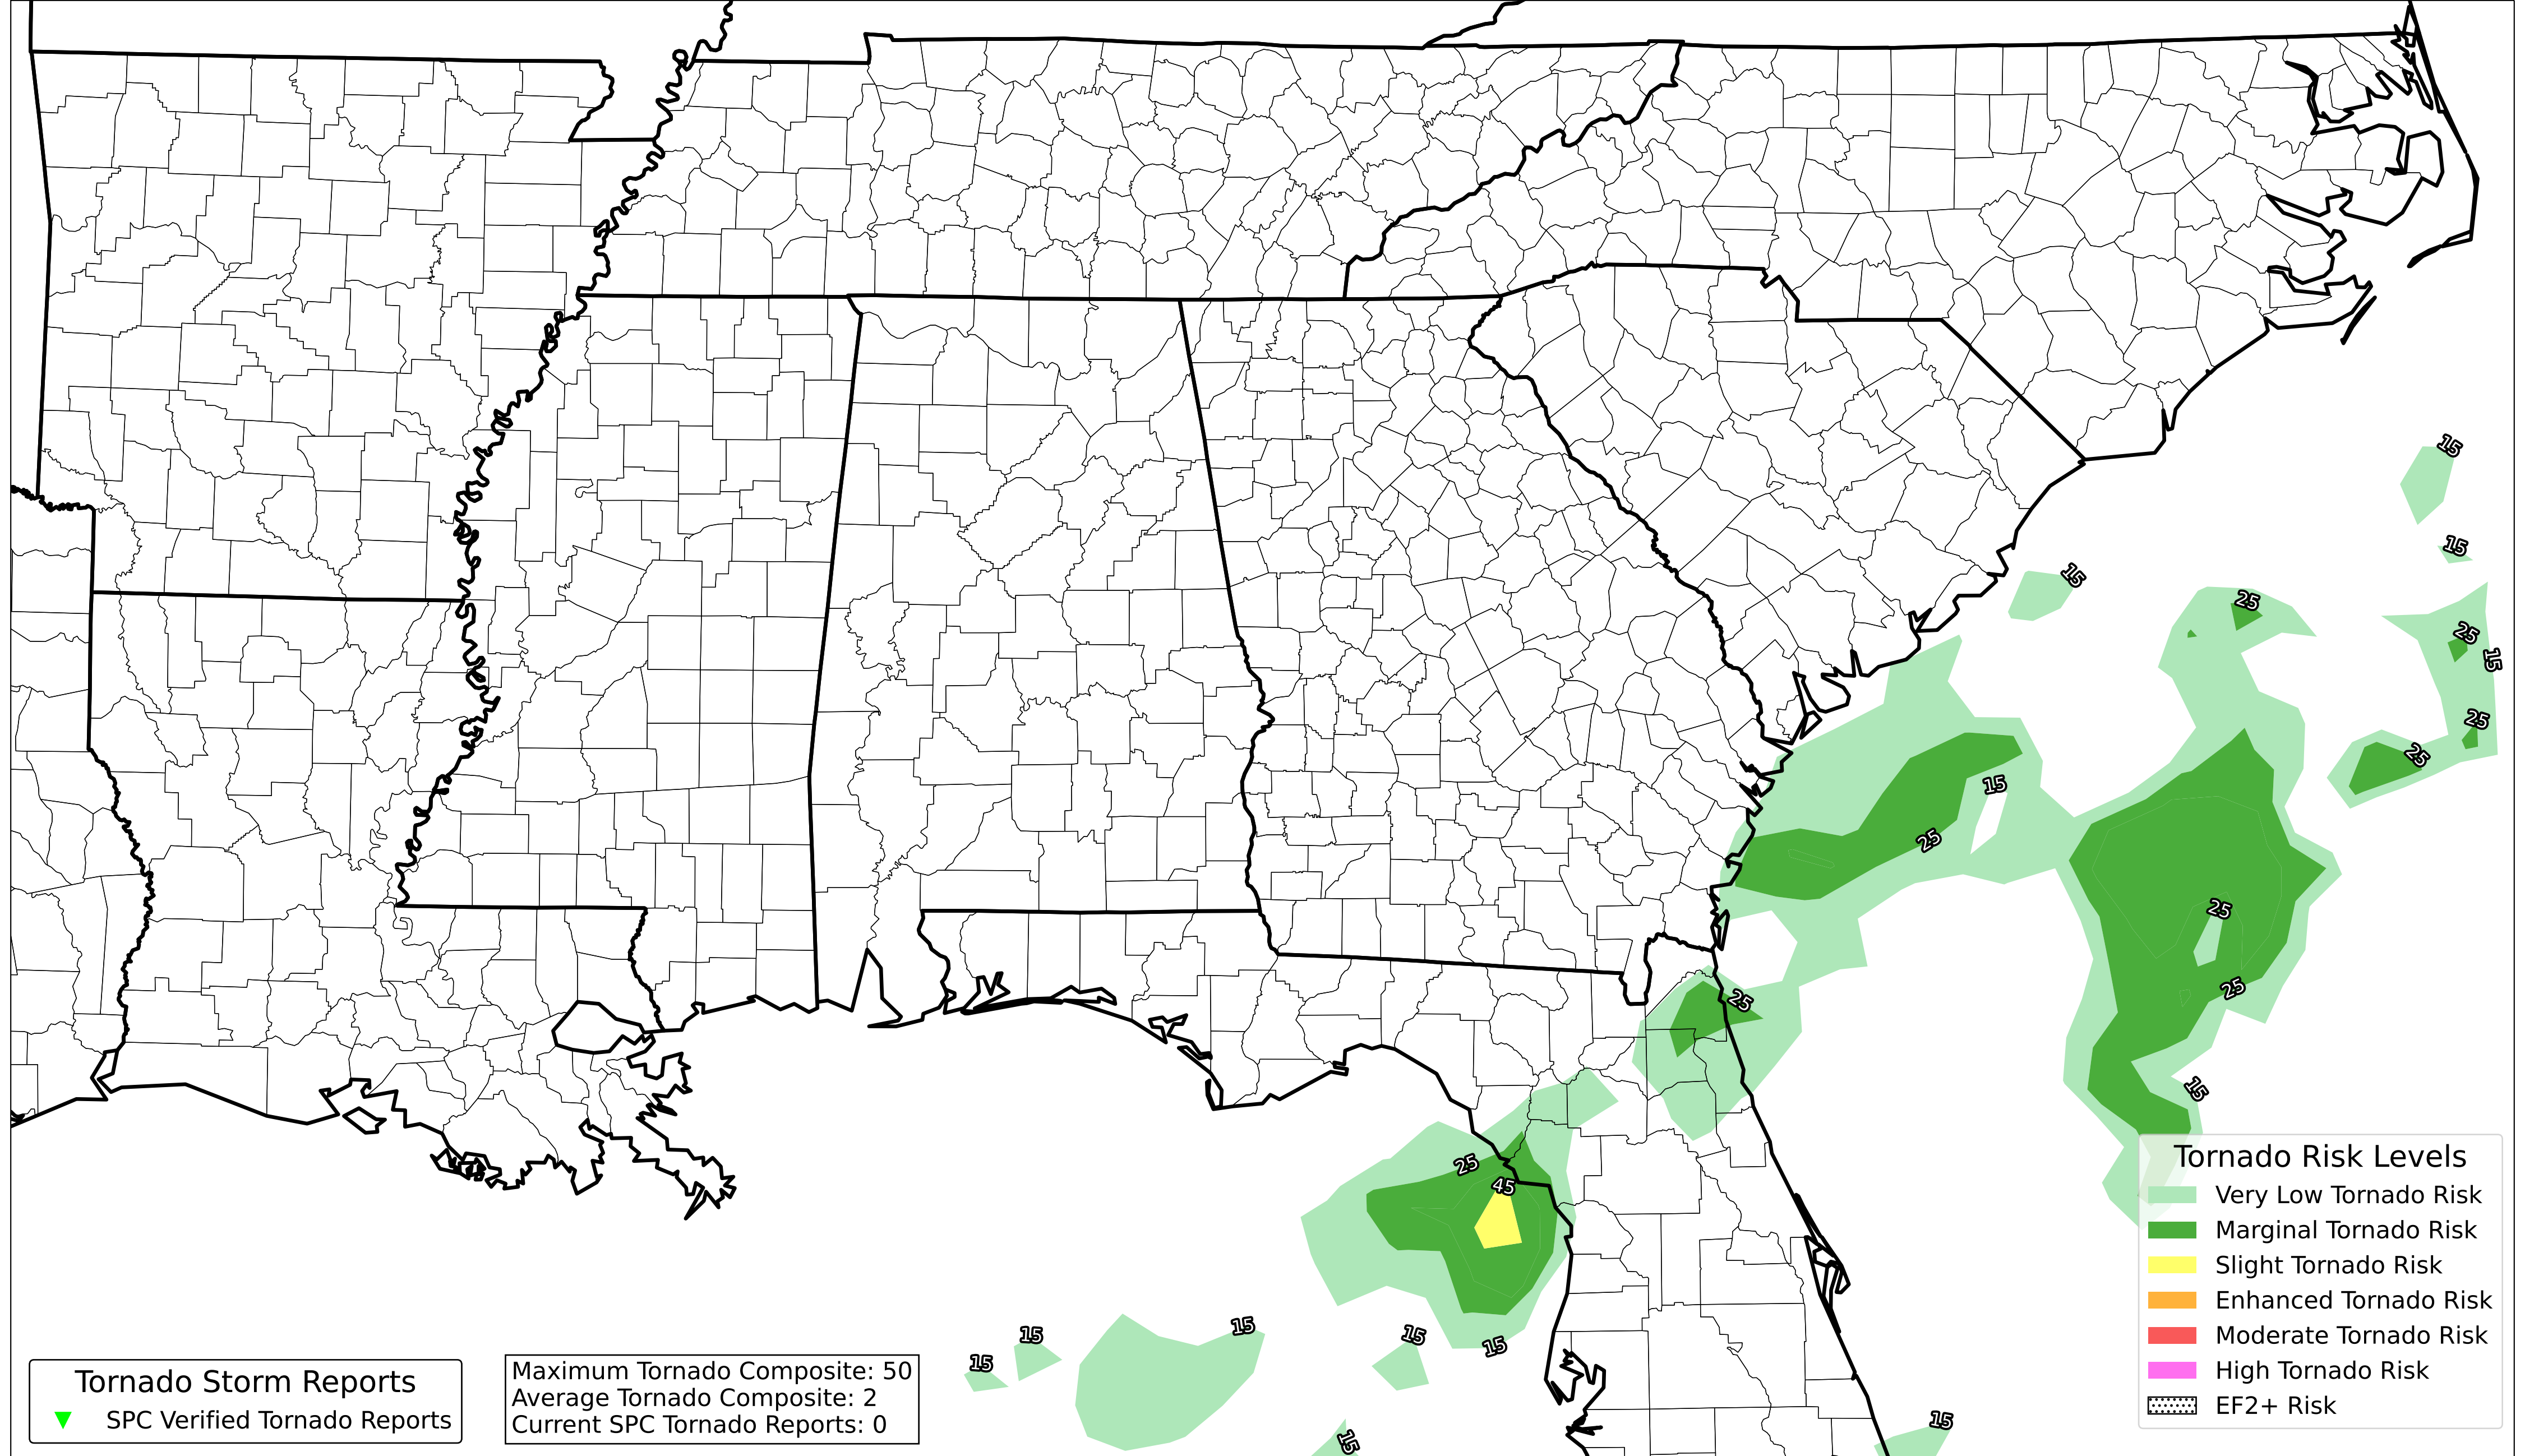 15
15
15
25
25
15
25
25
15
25
25
25
25
15
25
45
15
15
15
15
15
15
15
Tornado Risk Levels
Very Low Tornado Risk
Marginal Tornado Risk
Slight Tornado Risk
Enhanced Tornado Risk
Moderate Tornado Risk
High Tornado Risk
EF2+ Risk
Tornado Storm Reports
SPC Verified Tornado Reports
Maximum Tornado Composite: 50
Average Tornado Composite: 2
Current SPC Tornado Reports: 0